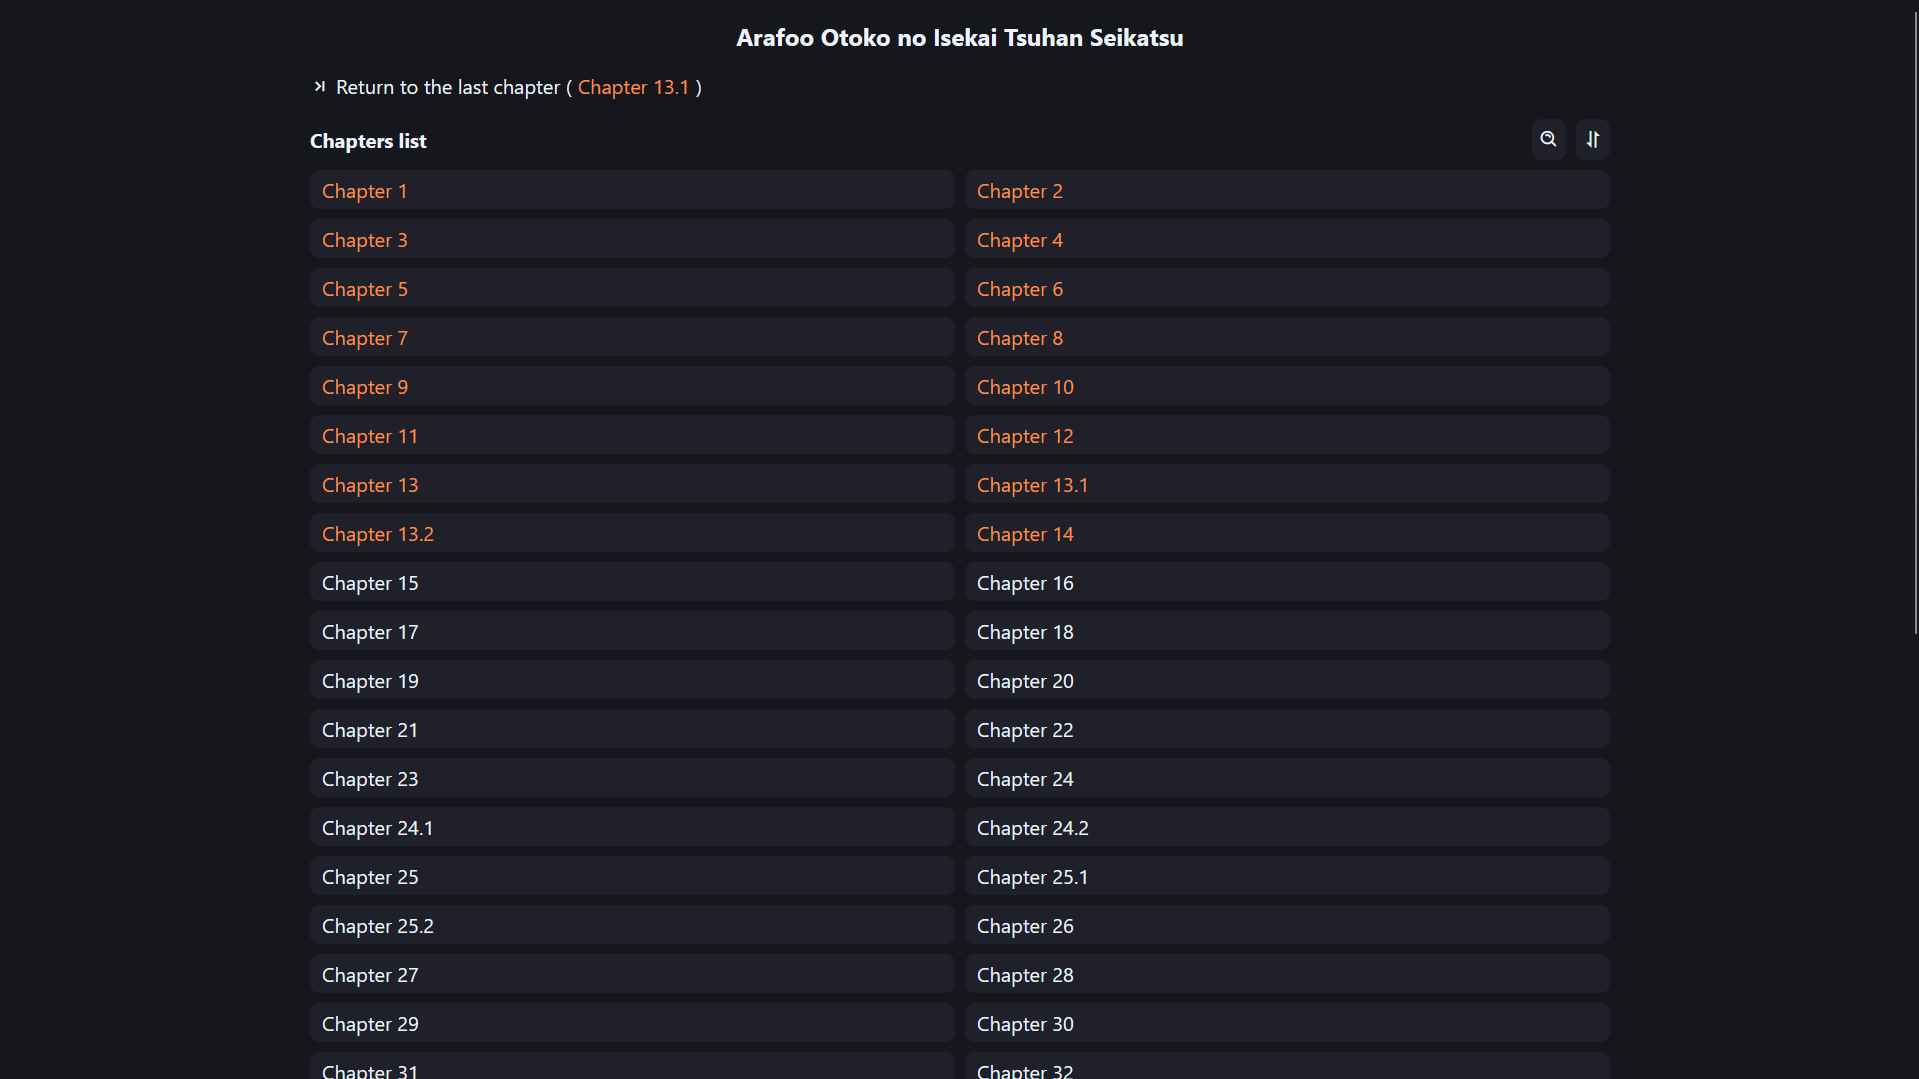 Arafoo Otoko no Isekai Tsuhan Seikatsu
Return to the last chapter ( Chapter 13.1 )
Chapters list
Chapter 1
Chapter 2
Chapter 3
Chapter 4
Chapter 5
Chapter 6
Chapter 7
Chapter 8
Chapter 9
Chapter 10
Chapter 11
Chapter 12
Chapter 13
Chapter 13.1
Chapter 13.2
Chapter 14
Chapter 15
Chapter 16
Chapter 17
Chapter 18
Chapter 19
Chapter 20
Chapter 21
Chapter 22
Chapter 23
Chapter 24
Chapter 24.1
Chapter 24.2
Chapter 25
Chapter 25.1
Chapter 25.2
Chapter 26
Chapter 27
Chapter 28
Chapter 29
Chapter 30
Chapter 31
Chapter 32